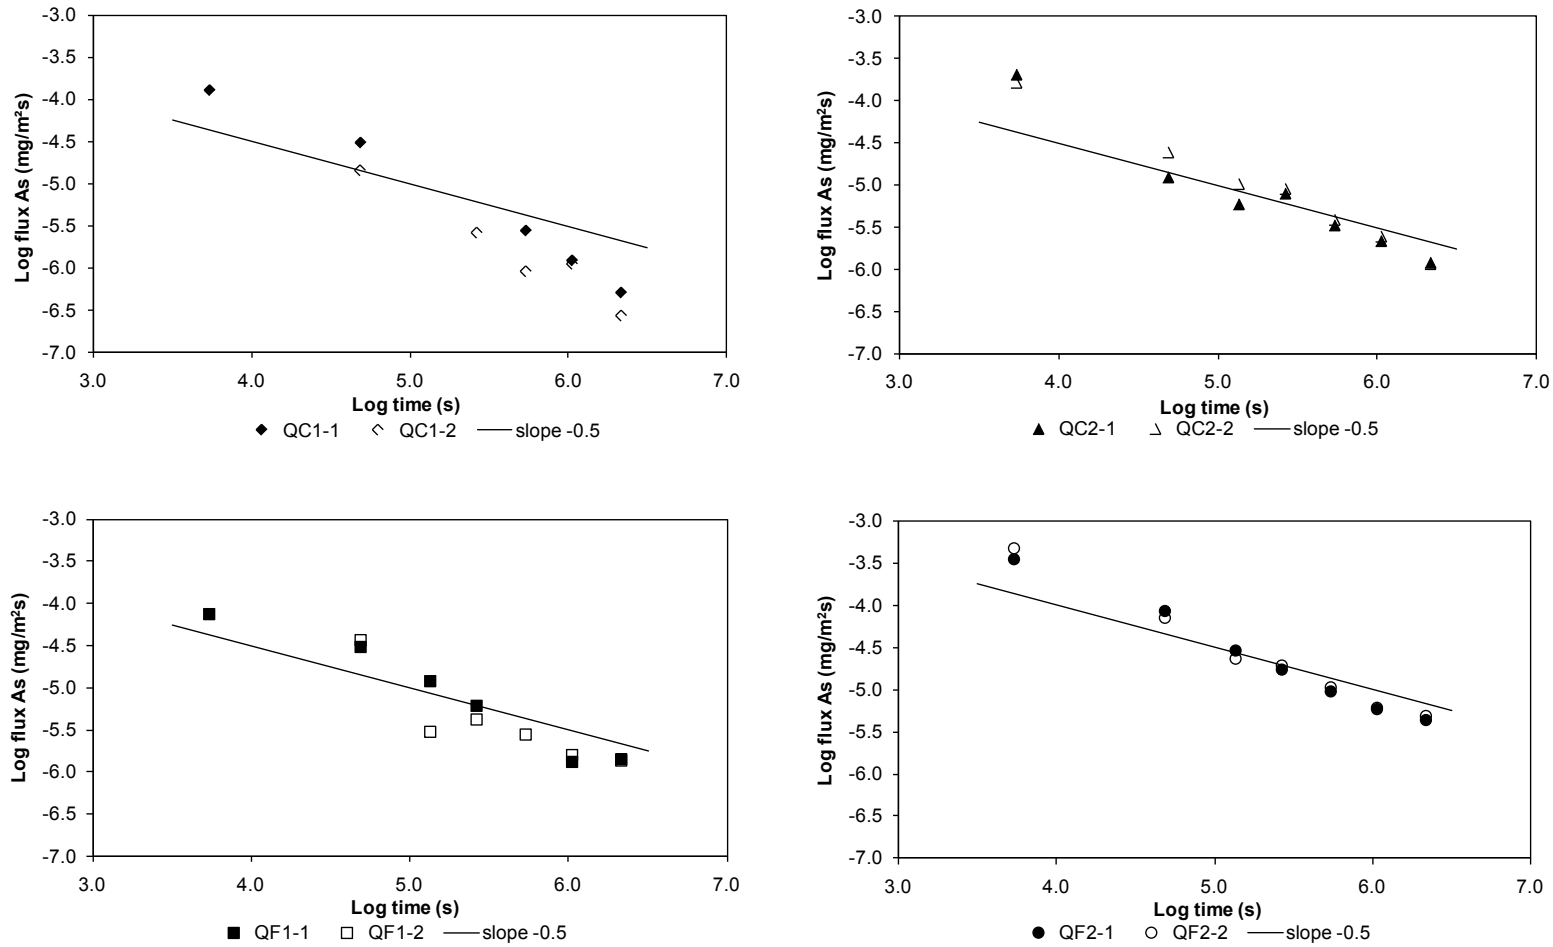 -3.0
-3.5
-4.0
-4.5
-5.0
-5.5
-6.0
-6.5
-7.0
Log flux As (mg/m²s)
3.0 4.0 5.0 6.0 7.0
Log time (s)
QC1-1 QC1-2 slope -0.5
-3.0
-3.5
-4.0
-4.5
-5.0
-5.5
-6.0
-6.5
-7.0
Log flux As (mg/m²s)
3.0 4.0 5.0 6.0 7.0
Log time (s)
QC2-1 QC2-2 slope -0.5
-3.0
-3.5
-4.0
-4.5
-5.0
-5.5
-6.0
-6.5
-7.0
Log flux As (mg/m²s)
3.0 4.0 5.0 6.0 7.0
Log time (s)
QF1-1 QF1-2 slope -0.5
-3.0
-3.5
-4.0
-4.5
-5.0
-5.5
-6.0
-6.5
-7.0
Log flux As (mg/m²s)
3.0 4.0 5.0 6.0 7.0
Log time (s)
QF2-1 QF2-2 slope -0.5